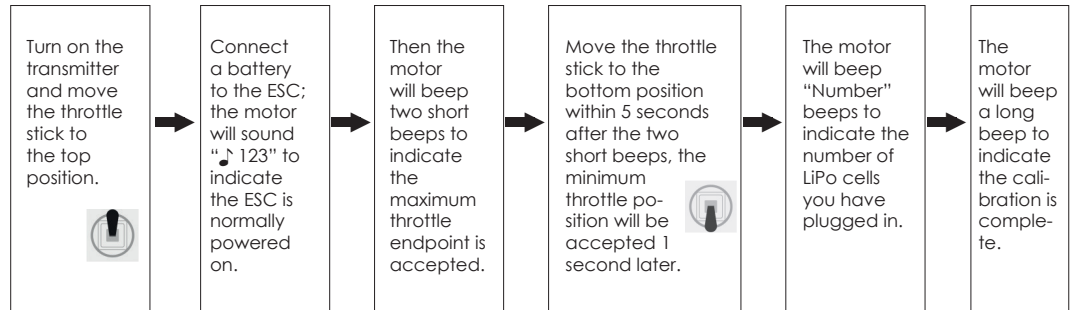 Turn on the
transmitter
and move
the throttle
stick to
the top
position.
Connect
a battery
to the ESC;
the motor
will sound
“♪ 123” to
indicate
the ESC is
normally
powered
on.
Then the
motor
will beep
two short
beeps to
indicate
the
maximum
throttle
endpoint is
accepted.
Move the throttle
stick to the
bottom position
within 5 seconds
after the two
short beeps, the
minimum
throttle po-
sition will be
accepted 1
second later.
The motor
will beep
“Number”
beeps to
indicate the
number of
LiPo cells
you have
plugged in.
The
motor
will beep
a long
beep to
indicate
the cali-
bration is
comple-
te.